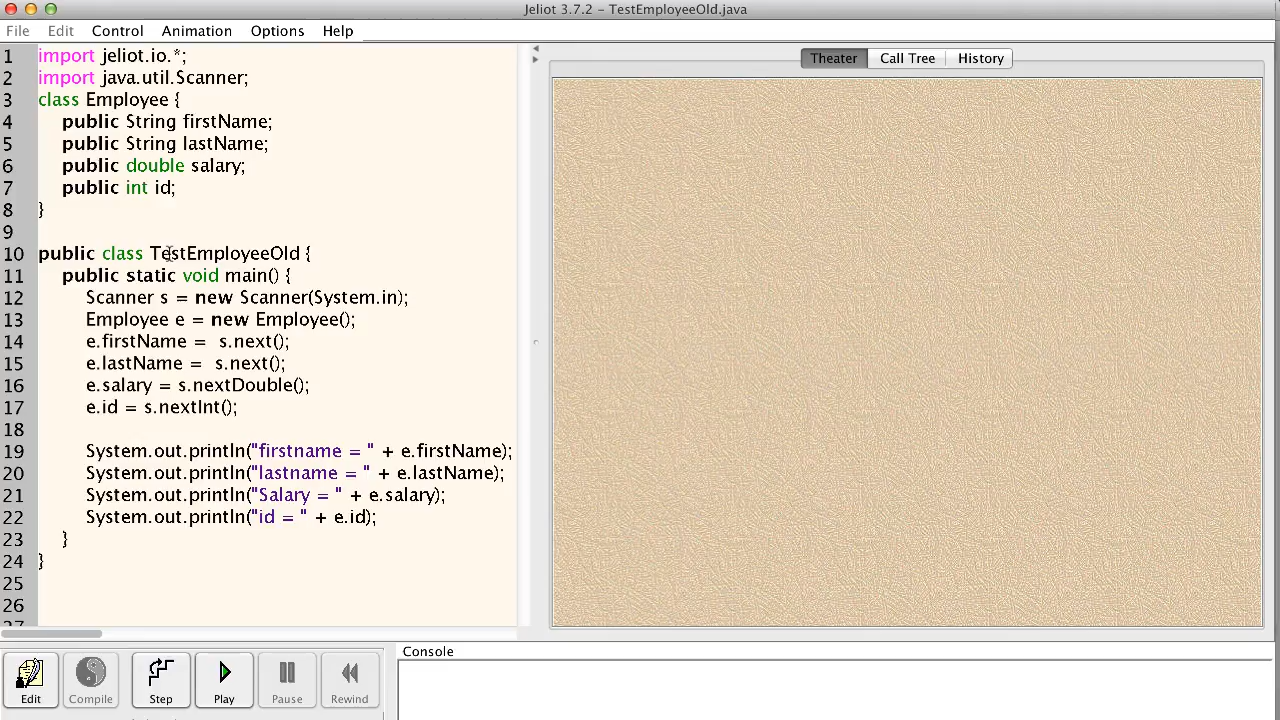 Jeliot 3.7.2 – TestEmployeeOld.java
File Edit Control Animation Options Help
Theater Call Tree History
1 import jeliot.io.*;
2 import java.util.Scanner;
3 class Employee {
4 public String firstName;
5 public String lastName;
6 public double salary;
7 public int id;
8 }
9
10 public class TestEmployeeOld {
11 public static void main() {
12 Scanner s = new Scanner(System.in);
13 Employee e = new Employee();
14 e.firstName =  s.next();
15 e.lastName =  s.next();
16 e.salary = s.nextDouble();
17 e.id = s.nextInt();
18
19 System.out.println("firstname = " + e.firstName);
20 System.out.println("lastname = " + e.lastName);
21 System.out.println("Salary = " + e.salary);
22 System.out.println("id = " + e.id);
23 }
24 }
25
26
27
Console
Edit Compile Step Play Pause Rewind